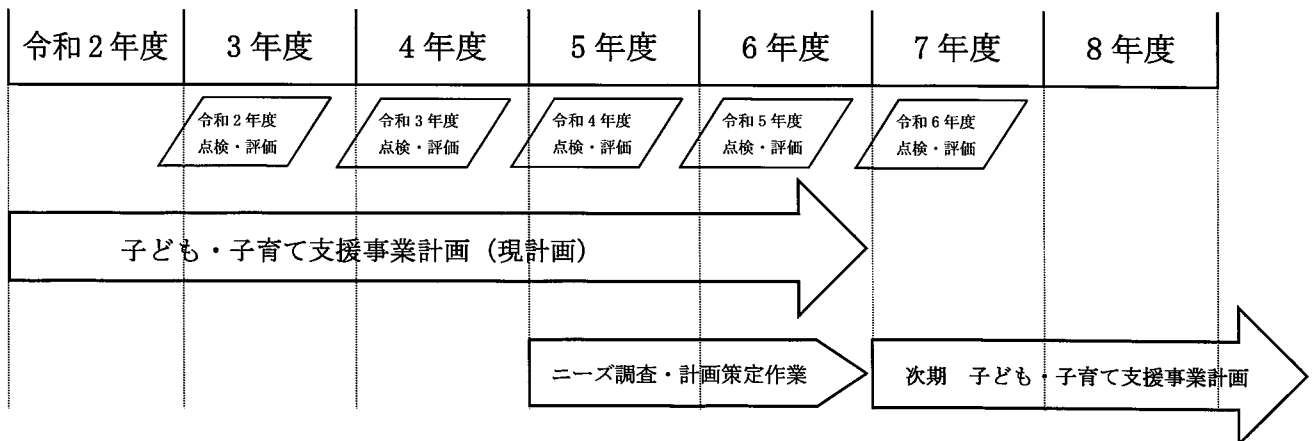 令和2年度 3年度 4年度 5年度 6年度 7年度 8年度
令和2年度
点検・評価
令和3年度
点検・評価
令和4年度
点検・評価
令和5年度
点検・評価
令和6年度
点検・評価
子ども・子育て支援事業計画（現計画）
ニーズ調査・計画策定作業
次期　子ども・子育て支援事業計画